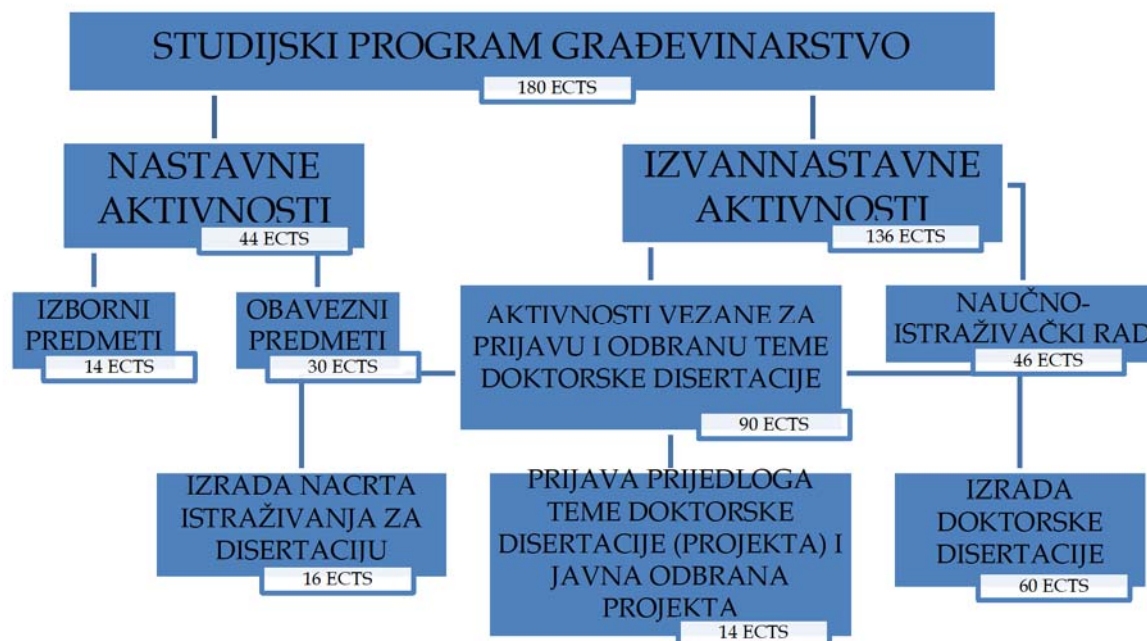 STUDIJSKI PROGRAM GRAĐEVINARSTVO
180 ECTS
NASTAVNE
AKTIVNOSTI
44 ECTS
IZVANNASTAVNE
AKTIVNOSTI
136 ECTS
IZBORNI
PREDMETI
14 ECTS
OBAVEZNI
PREDMETI
30 ECTS
AKTIVNOSTI VEZANE ZA
PRIJAVU I ODBRANU TEME
DOKTORSKE DISERTACIJE
90 ECTS
NAUČNO-
ISTRAŽIVAČKI RAD
46 ECTS
IZRADA NACRTA
ISTRAŽIVANJA ZA
DISERTACIJU
16 ECTS
PRIJAVA PRIJEDLOGA
TEME DOKTORSKE
DISERTACIJE (PROJEKTA) I
JAVNA ODBRANA
PROJEKTA
14 ECTS
IZRADA
DOKTORSKE
DISERTACIJE
60 ECTS